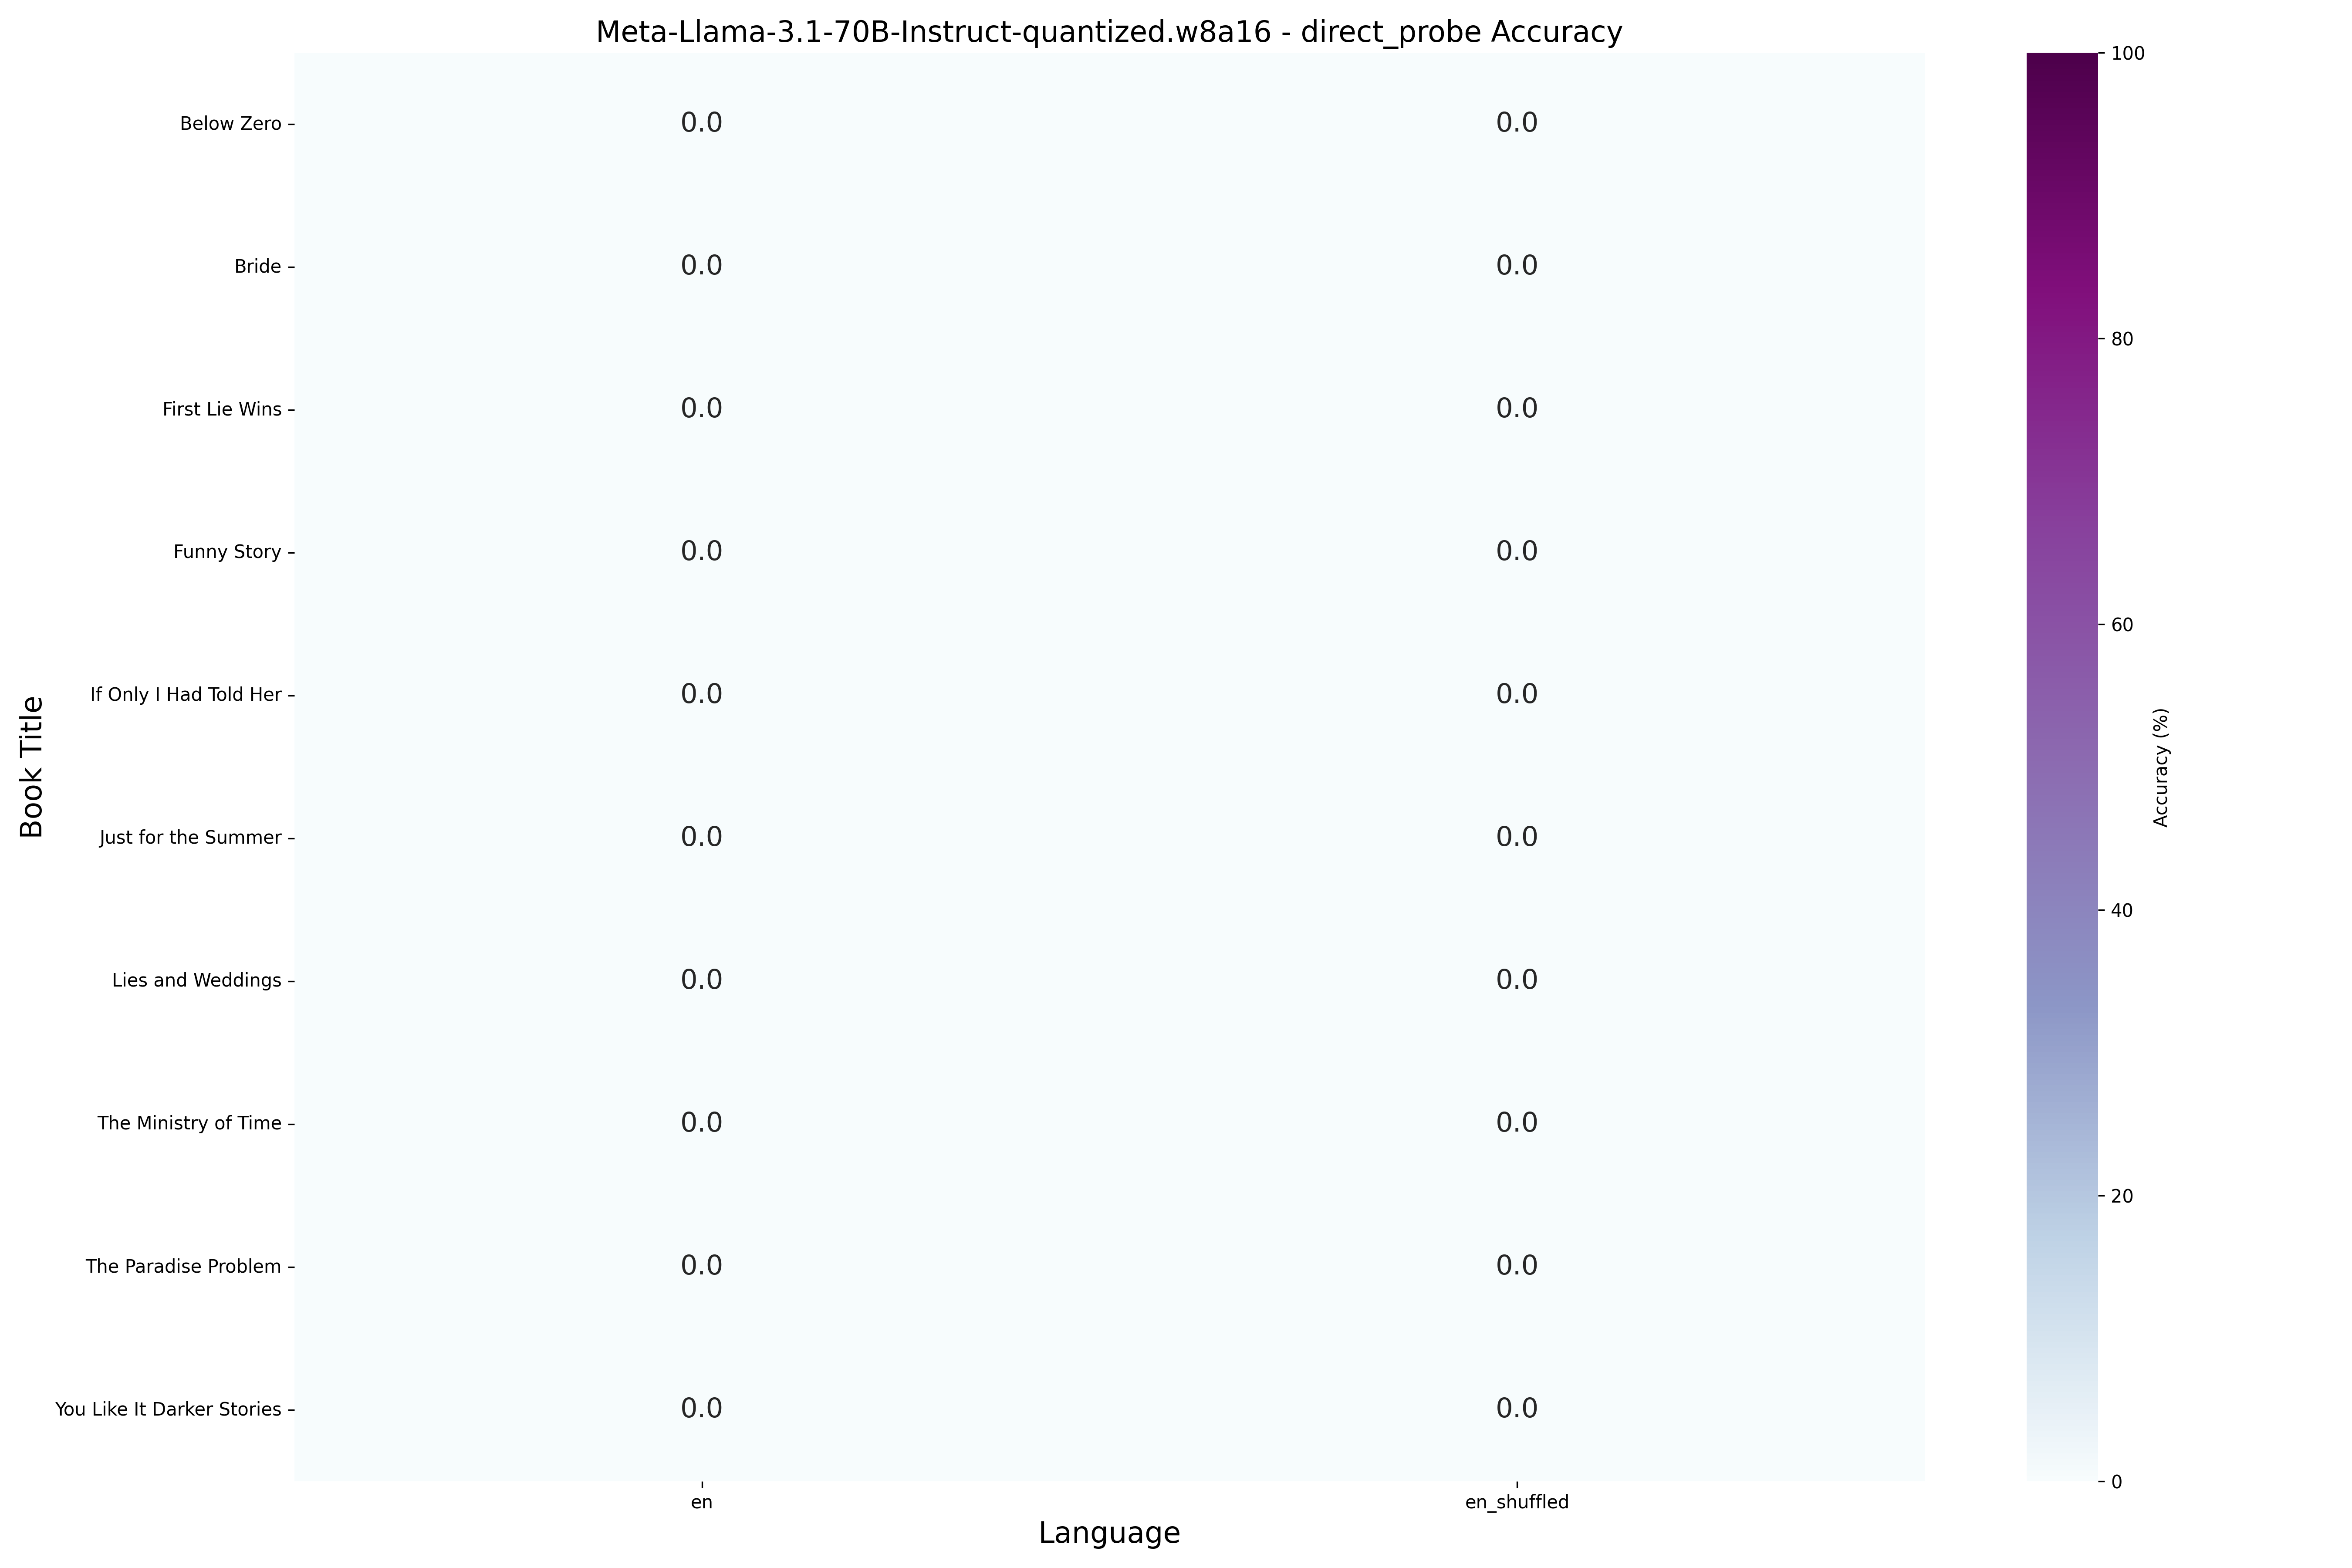 Meta-Llama-3.1-70B-Instruct-quantized.w8a16 - direct_probe Accuracy
Book Title
Below Zero 0.0 0.0
Bride 0.0 0.0
First Lie Wins 0.0 0.0
Funny Story 0.0 0.0
If Only I Had Told Her 0.0 0.0
Just for the Summer 0.0 0.0
Lies and Weddings 0.0 0.0
The Ministry of Time 0.0 0.0
The Paradise Problem 0.0 0.0
You Like It Darker Stories 0.0 0.0
en en_shuffled
Language
100
80
60
40
20
0
Accuracy (%)